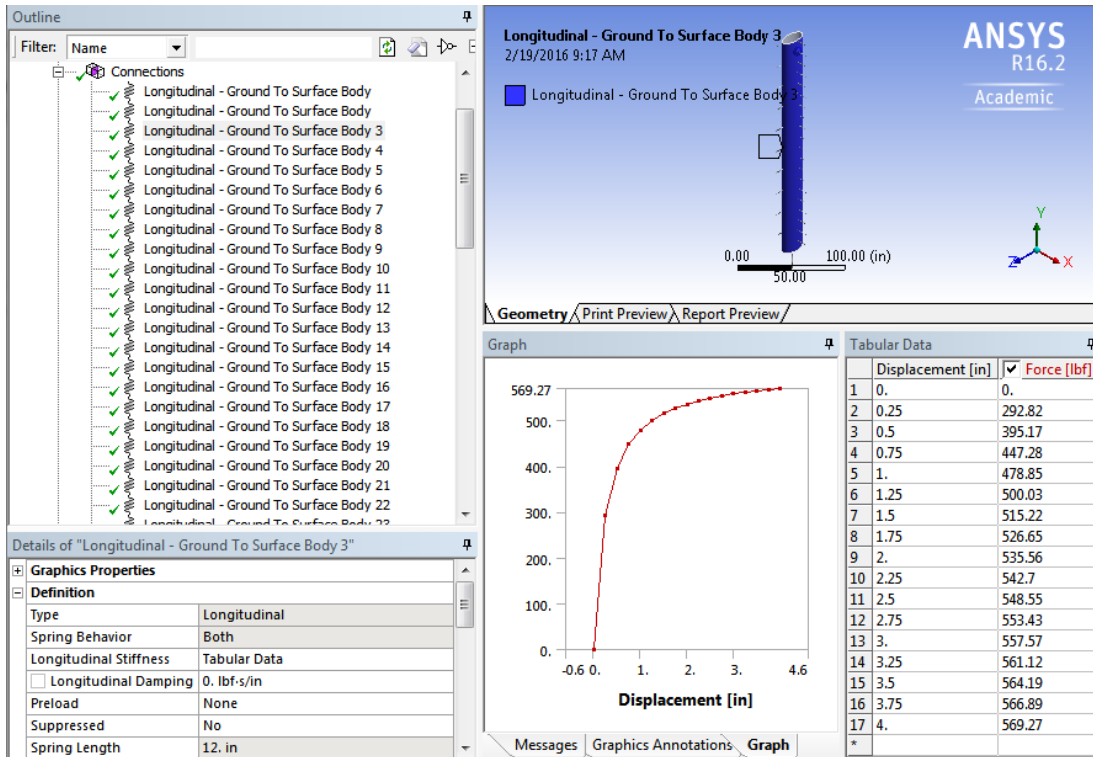 Outline
Filter: Name
Connections
Longitudinal - Ground To Surface Body
Longitudinal - Ground To Surface Body
Longitudinal - Ground To Surface Body 3
Longitudinal - Ground To Surface Body 4
Longitudinal - Ground To Surface Body 5
Longitudinal - Ground To Surface Body 6
Longitudinal - Ground To Surface Body 7
Longitudinal - Ground To Surface Body 8
Longitudinal - Ground To Surface Body 9
Longitudinal - Ground To Surface Body 10
Longitudinal - Ground To Surface Body 11
Longitudinal - Ground To Surface Body 12
Longitudinal - Ground To Surface Body 13
Longitudinal - Ground To Surface Body 14
Longitudinal - Ground To Surface Body 15
Longitudinal - Ground To Surface Body 16
Longitudinal - Ground To Surface Body 17
Longitudinal - Ground To Surface Body 18
Longitudinal - Ground To Surface Body 19
Longitudinal - Ground To Surface Body 20
Longitudinal - Ground To Surface Body 21
Longitudinal - Ground To Surface Body 22
Longitudinal - Ground To Surface Body 23
Details of "Longitudinal - Ground To Surface Body 3"
Graphics Properties
Definition
Type Longitudinal
Spring Behavior Both
Longitudinal Stiffness Tabular Data
Longitudinal Damping 0. lbf·s/in
Preload None
Suppressed No
Spring Length 12. in
Longitudinal - Ground To Surface Body 3
2/19/2016 9:17 AM
Longitudinal - Ground To Surface Body 3
ANSYS
R16.2
Academic
0.00 100.00 (in)
50.00
Y
Z X
Geometry Print Preview Report Preview
Graph
569.27
500.
400.
300.
200.
100.
0.
-0.6 0. 1. 2. 3. 4.6
Displacement [in]
Messages Graphics Annotations Graph
Tabular Data
Displacement [in] Force [lbf]
1 0. 0.
2 0.25 292.82
3 0.5 395.17
4 0.75 447.28
5 1. 478.85
6 1.25 500.03
7 1.5 515.22
8 1.75 526.65
9 2. 535.56
10 2.25 542.7
11 2.5 548.55
12 2.75 553.43
13 3. 557.57
14 3.25 561.12
15 3.5 564.19
16 3.75 566.89
17 4. 569.27
*